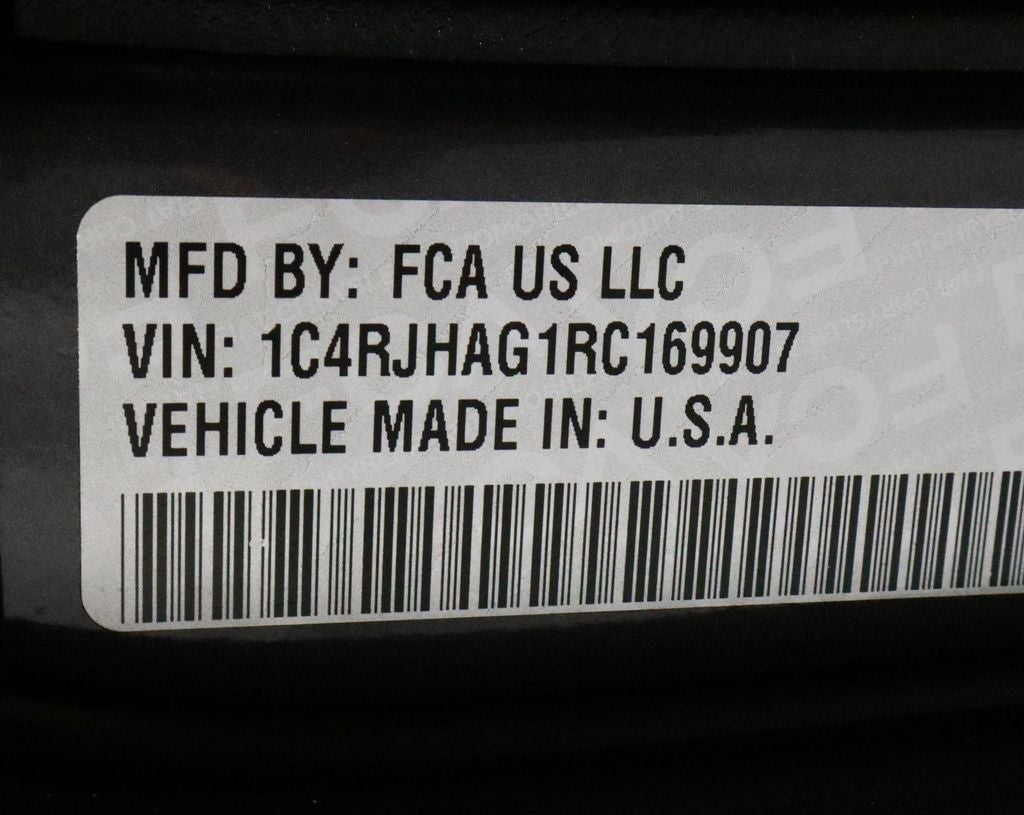 MFD BY: FCA US LLC
VIN: 1C4RJHAG1RC169907
VEHICLE MADE IN: U.S.A.